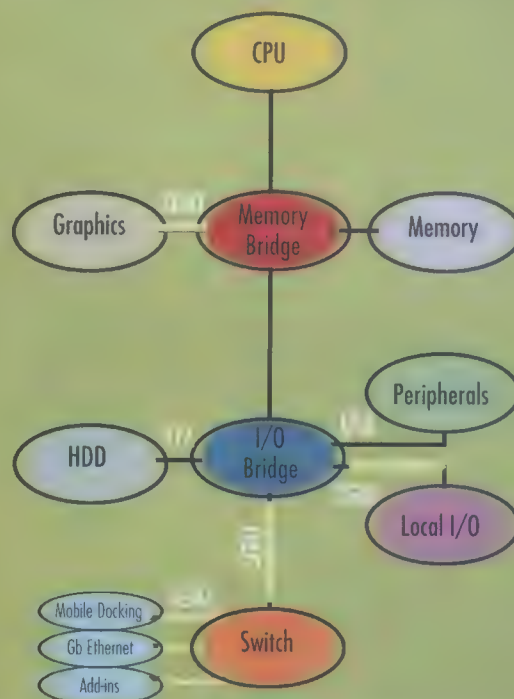 CPU
Graphics
Memory
Bridge
Memory
Peripherals
HDD
I/O
Bridge
Local I/O
Mobile Docking
Gb Ethernet
Add-ins
Switch